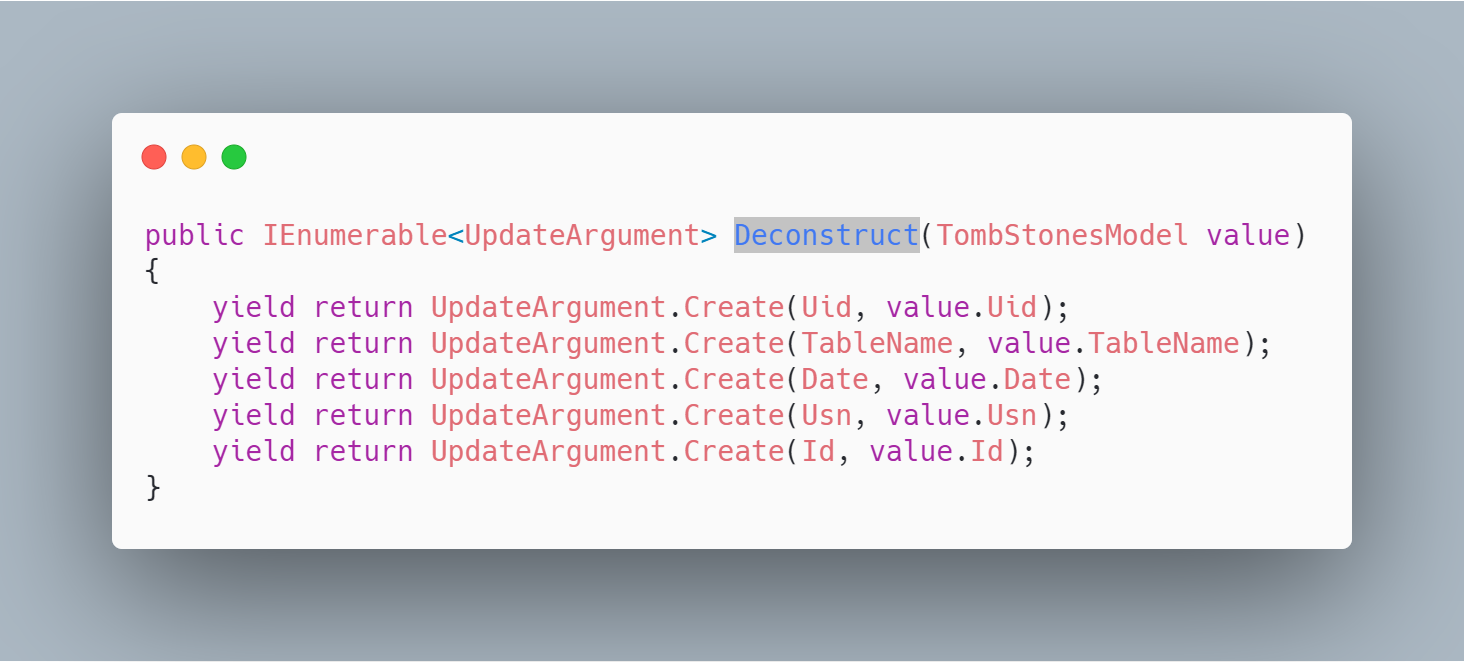 public IEnumerable<UpdateArgument> Deconstruct(TombStonesModel value)
{
    yield return UpdateArgument.Create(Uid, value.Uid);
    yield return UpdateArgument.Create(TableName, value.TableName);
    yield return UpdateArgument.Create(Date, value.Date);
    yield return UpdateArgument.Create(Usn, value.Usn);
    yield return UpdateArgument.Create(Id, value.Id);
}